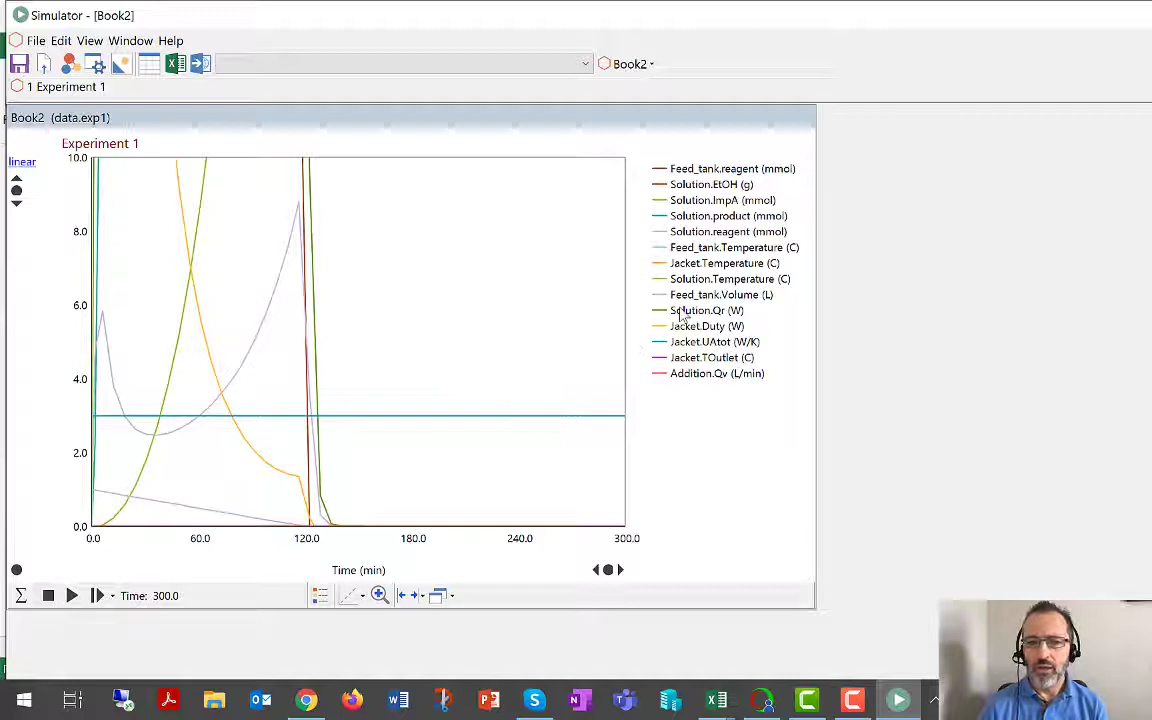 Simulator - [Book2]
File Edit View Window Help
Book2
1 Experiment 1
Book2 (data.exp1)
Experiment 1
linear
10.0
8.0
6.0
4.0
2.0
0.0
0.0 60.0 120.0 180.0 240.0 300.0
Time (min)
Feed_tank.reagent (mmol)
Solution.EtOH (g)
Solution.ImpA (mmol)
Solution.product (mmol)
Solution.reagent (mmol)
Feed_tank.Temperature (C)
Jacket.Temperature (C)
Solution.Temperature (C)
Feed_tank.Volume (L)
Solution.Qr (W)
Jacket.Duty (W)
Jacket.UAtot (W/K)
Jacket.TOutlet (C)
Addition.Qv (L/min)
Time: 300.0